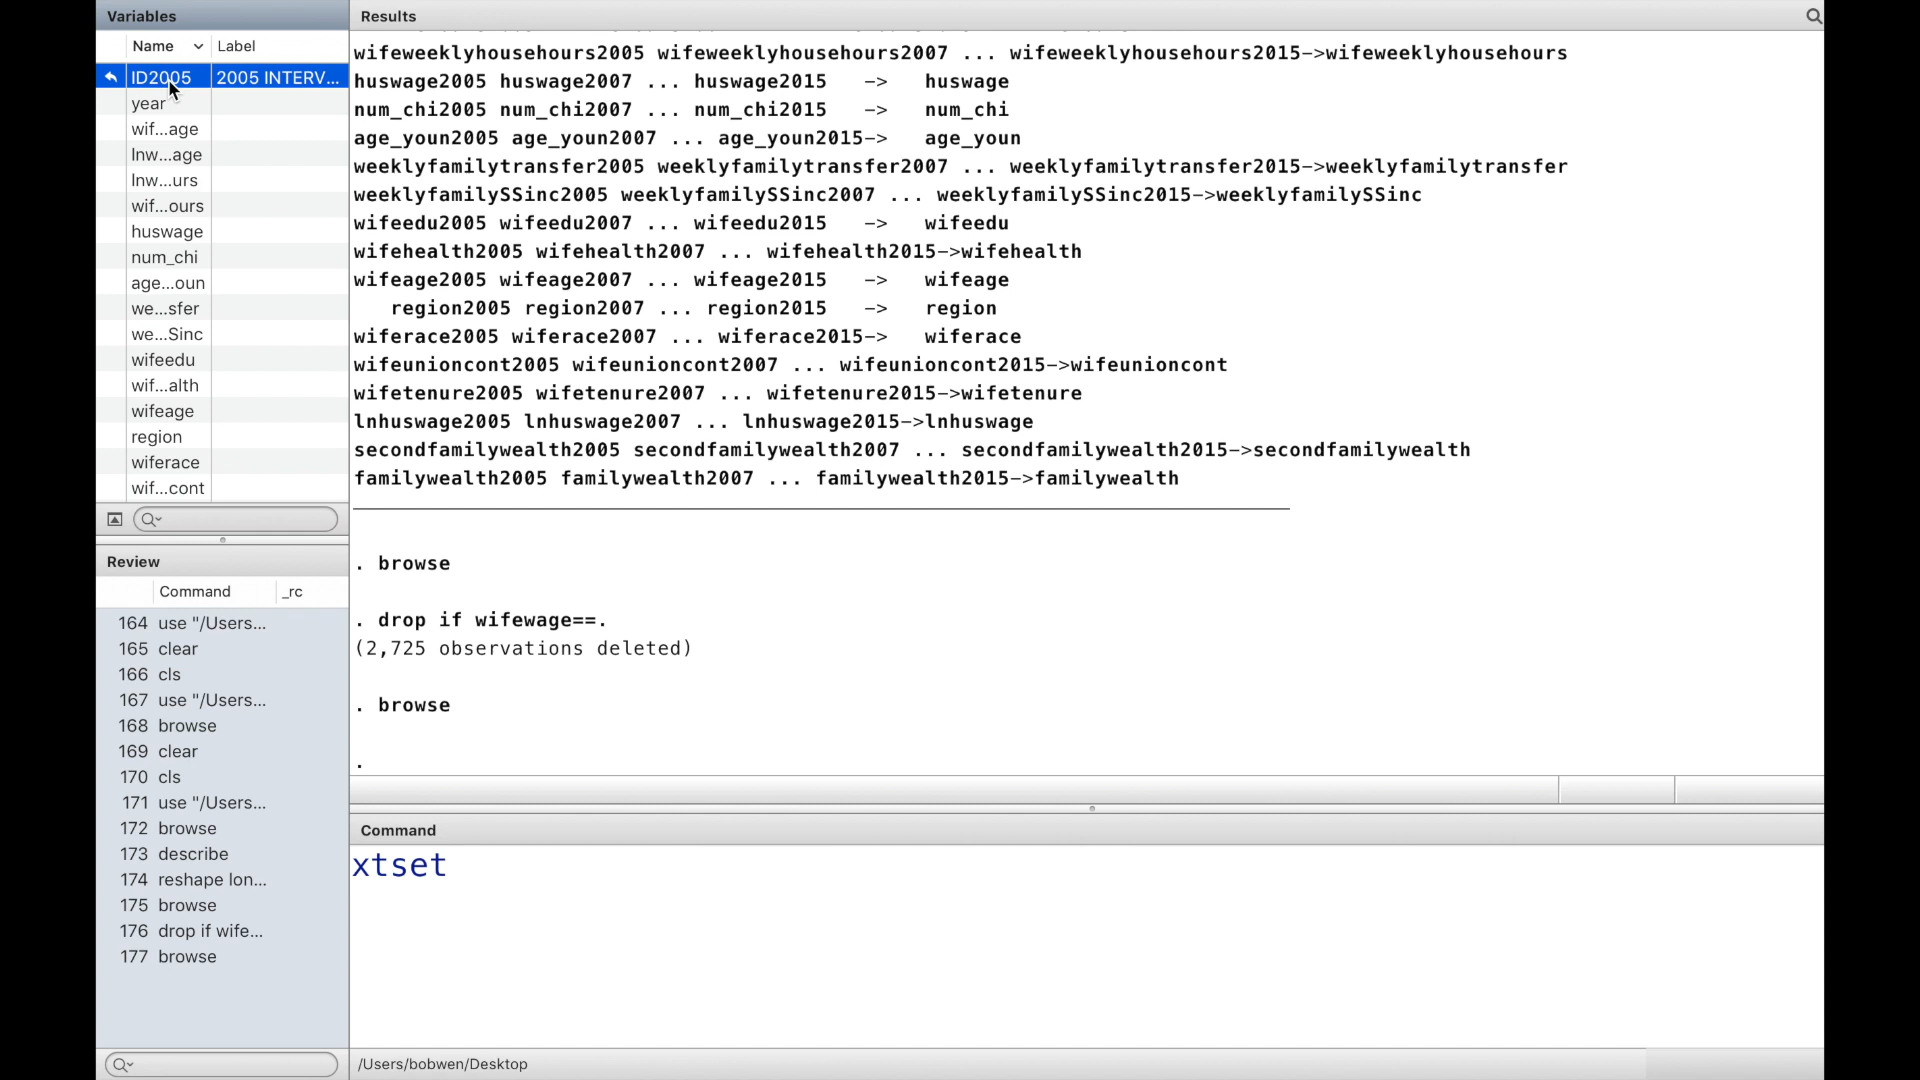 Variables
Name Label
ID2005 2005 INTERV...
year
wif...age
lnw...age
lnw...urs
wif...ours
huswage
num_chi
age...oun
we...sfer
we...Sinc
wifeedu
wif...alth
wifeage
region
wiferace
wif...cont
Review
Command _rc
164 use "/Users...
165 clear
166 cls
167 use "/Users...
168 browse
169 clear
170 cls
171 use "/Users...
172 browse
173 describe
174 reshape lon...
175 browse
176 drop if wife...
177 browse
Results
wifeweeklyhousehours2005 wifeweeklyhousehours2007 ... wifeweeklyhousehours2015->wifeweeklyhousehours
huswage2005 huswage2007 ... huswage2015 -> huswage
num_chi2005 num_chi2007 ... num_chi2015 -> num_chi
age_youn2005 age_youn2007 ... age_youn2015-> age_youn
weeklyfamilytransfer2005 weeklyfamilytransfer2007 ... weeklyfamilytransfer2015->weeklyfamilytransfer
weeklyfamilySSinc2005 weeklyfamilySSinc2007 ... weeklyfamilySSinc2015->weeklyfamilySSinc
wifeedu2005 wifeedu2007 ... wifeedu2015 -> wifeedu
wifehealth2005 wifehealth2007 ... wifehealth2015->wifehealth
wifeage2005 wifeage2007 ... wifeage2015 -> wifeage
region2005 region2007 ... region2015 -> region
wiferace2005 wiferace2007 ... wiferace2015-> wiferace
wifeunioncont2005 wifeunioncont2007 ... wifeunioncont2015->wifeunioncont
wifetenure2005 wifetenure2007 ... wifetenure2015->wifetenure
lnhuswage2005 lnhuswage2007 ... lnhuswage2015->lnhuswage
secondfamilywealth2005 secondfamilywealth2007 ... secondfamilywealth2015->secondfamilywealth
familywealth2005 familywealth2007 ... familywealth2015->familywealth
. browse
. drop if wifewage==.
(2,725 observations deleted)
. browse
.
Command
xtset
/Users/bobwen/Desktop